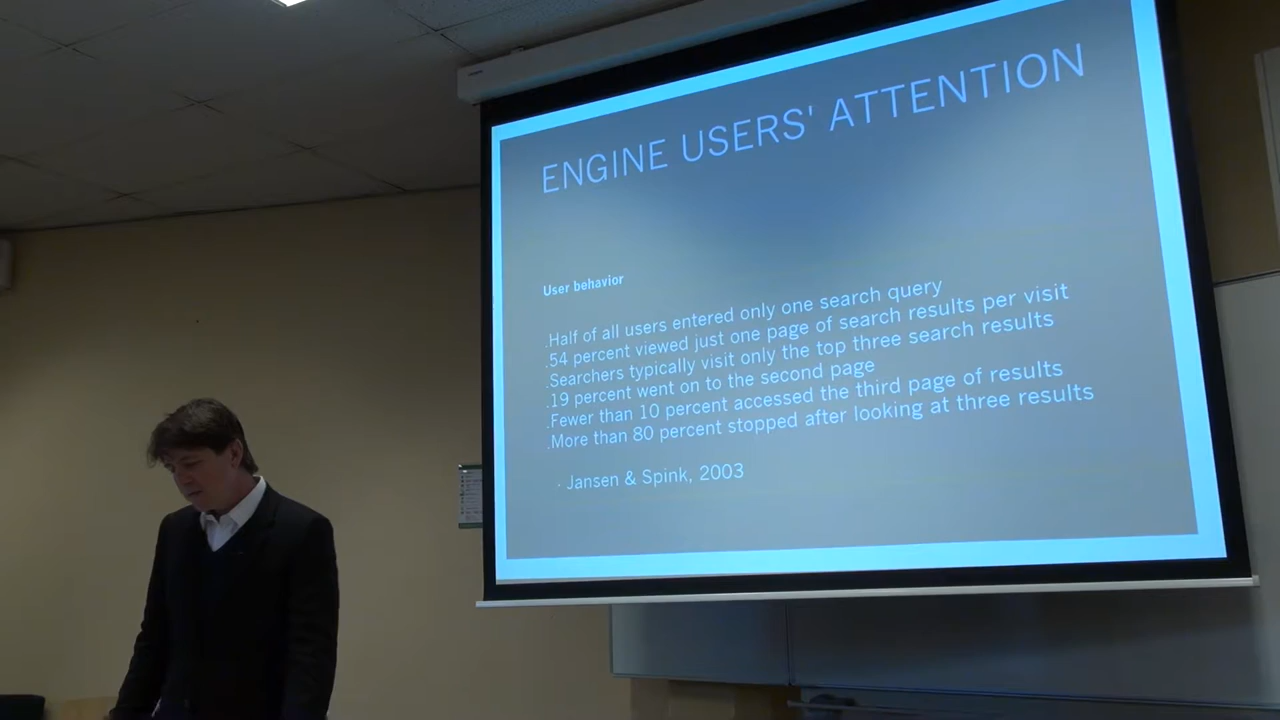 ENGINE USERS' ATTENTION
User behavior
.Half of all users entered only one search query
.54 percent viewed just one page of search results per visit
.Searchers typically visit only the top three search results
.19 percent went on to the second page
.Fewer than 10 percent accessed the third page of results
.More than 80 percent stopped after looking at three results
· Jansen & Spink, 2003